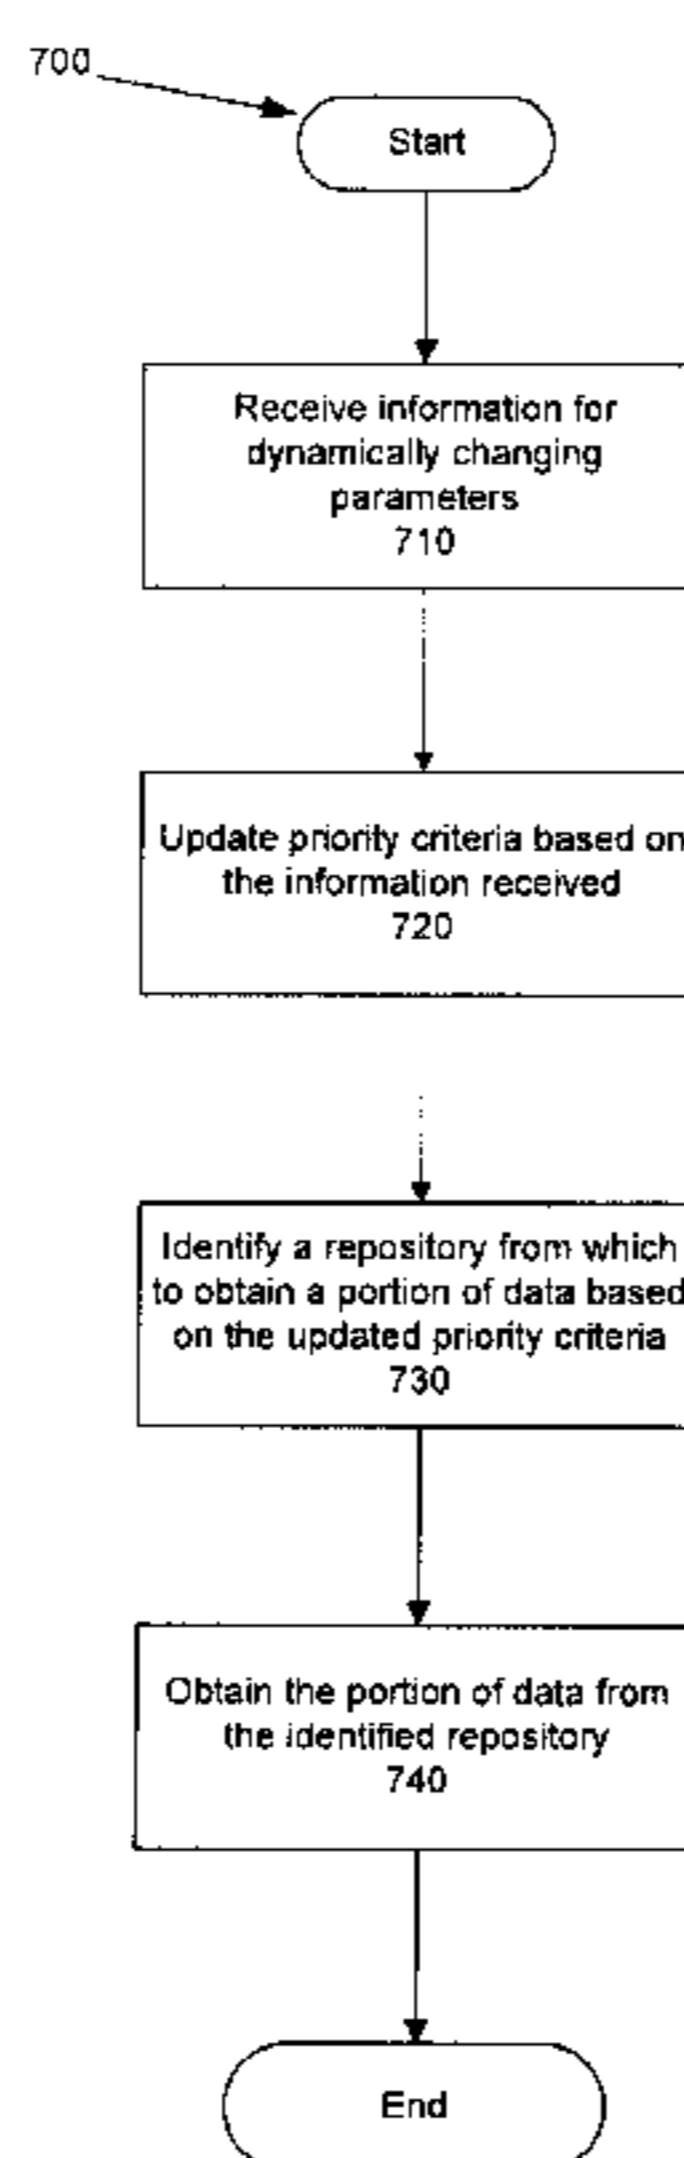 700
Start
Receive information for
dynamically changing
parameters
710
Update priority criteria based on
the information received
720
Identify a repository from which
to obtain a portion of data based
on the updated priority criteria
730
Obtain the portion of data from
the identified repository
740
End